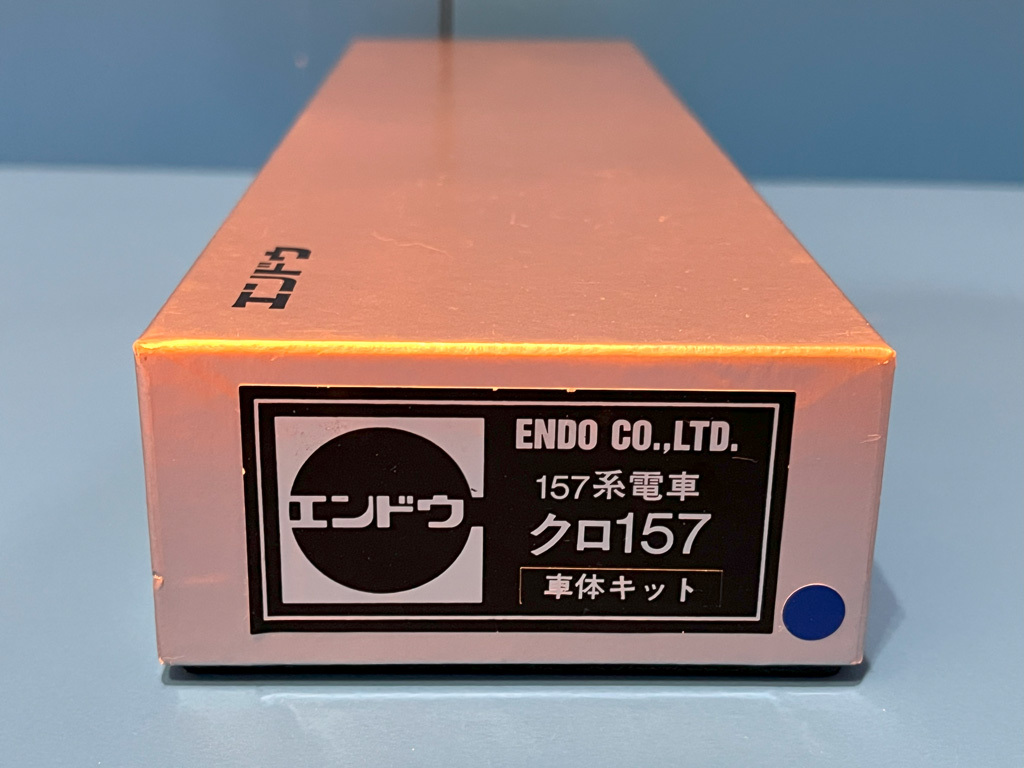 エンドウ
エンドウ
ENDO CO.,LTD.
157系電車
クロ157
車体キット